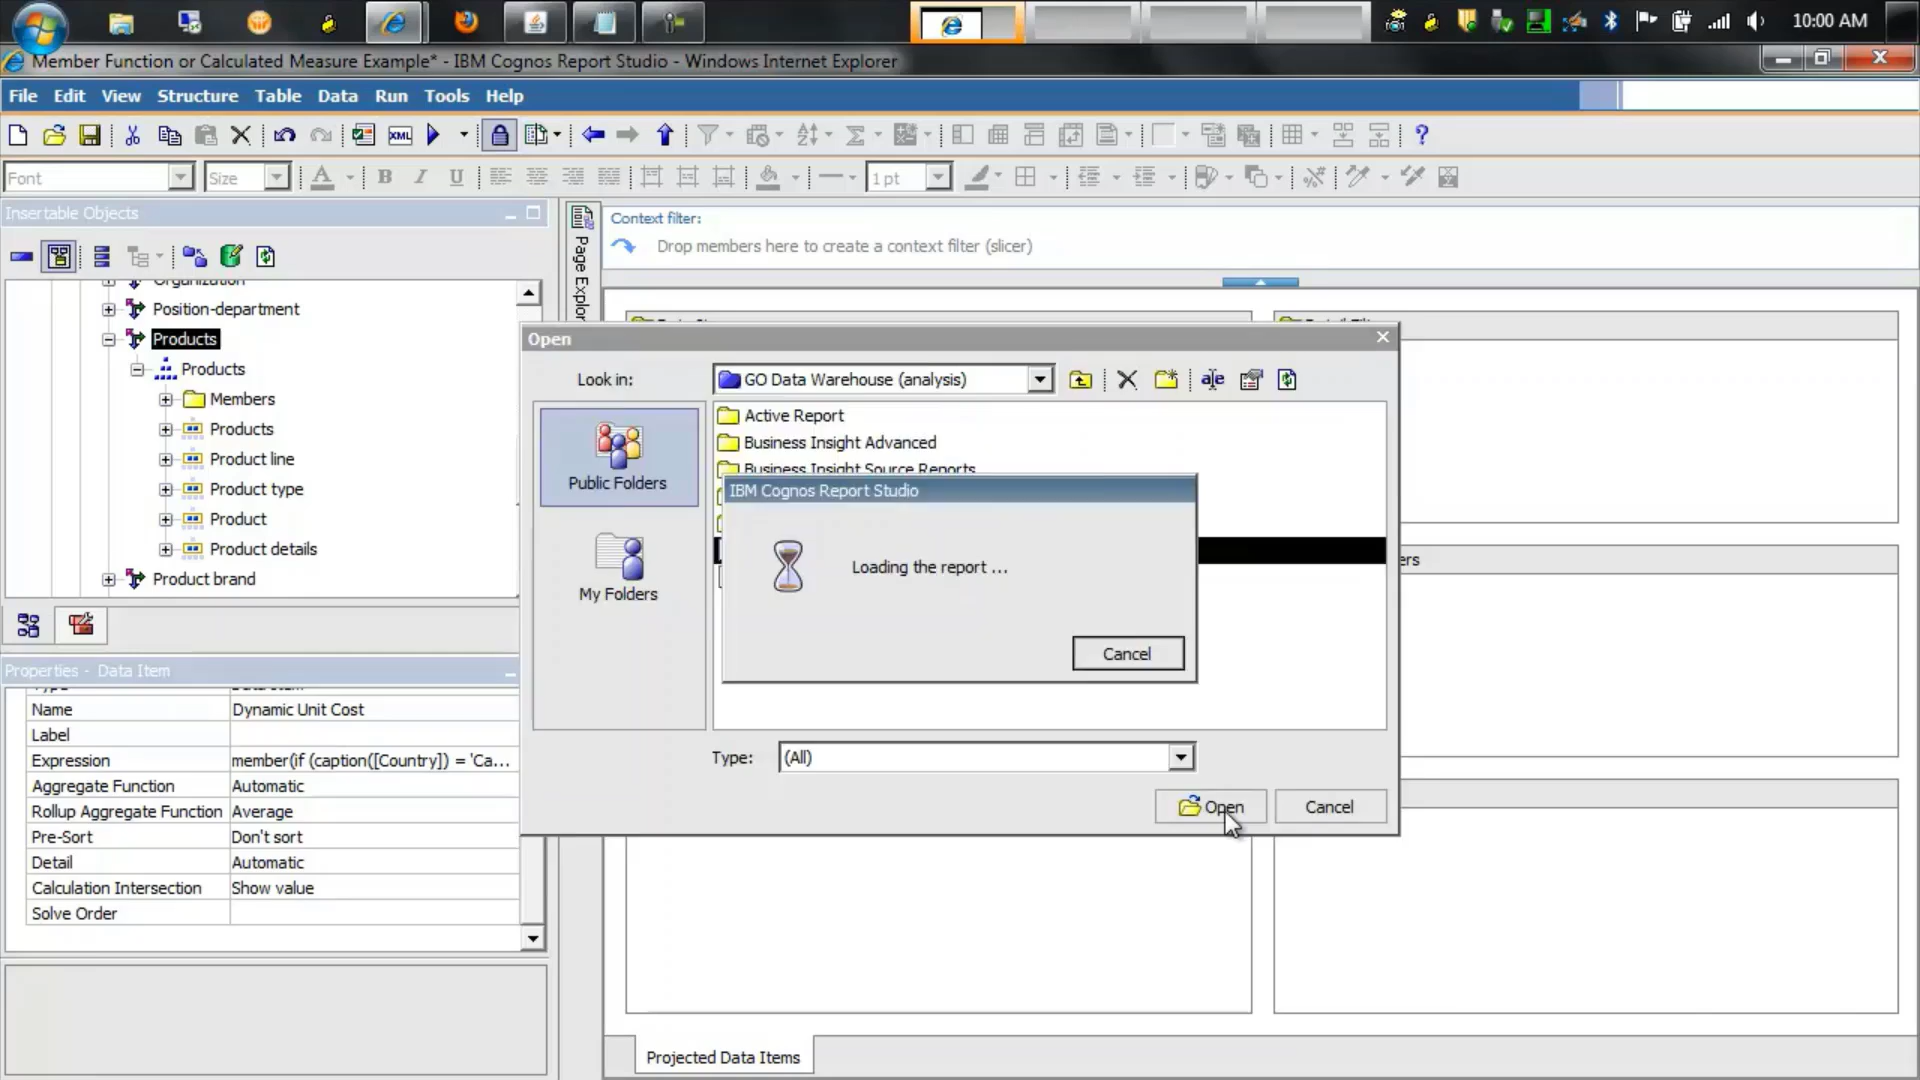 10:00 AM
Member Function or Calculated Measure Example* - IBM Cognos Report Studio - Windows Internet Explorer
File Edit View Structure Table Data Run Tools Help
XML
Font Size A B I U 1 pt
Insertable Objects
Page Explor
Context filter:
Drop members here to create a context filter (slicer)
Organization
Position-department
Products
Products
Members
Products
Product line
Product type
Product
Product details
Product brand
Properties - Data Item
Name Dynamic Unit Cost
Label
Expression member(if (caption([Country]) = 'Ca...
Aggregate Function Automatic
Rollup Aggregate Function Average
Pre-Sort Don't sort
Detail Automatic
Calculation Intersection Show value
Solve Order
Open
Look in: GO Data Warehouse (analysis)
Public Folders
My Folders
Active Report
Business Insight Advanced
Business Insight Source Reports
IBM Cognos Report Studio
Loading the report ...
Cancel
Type: (All)
Open Cancel
Projected Data Items